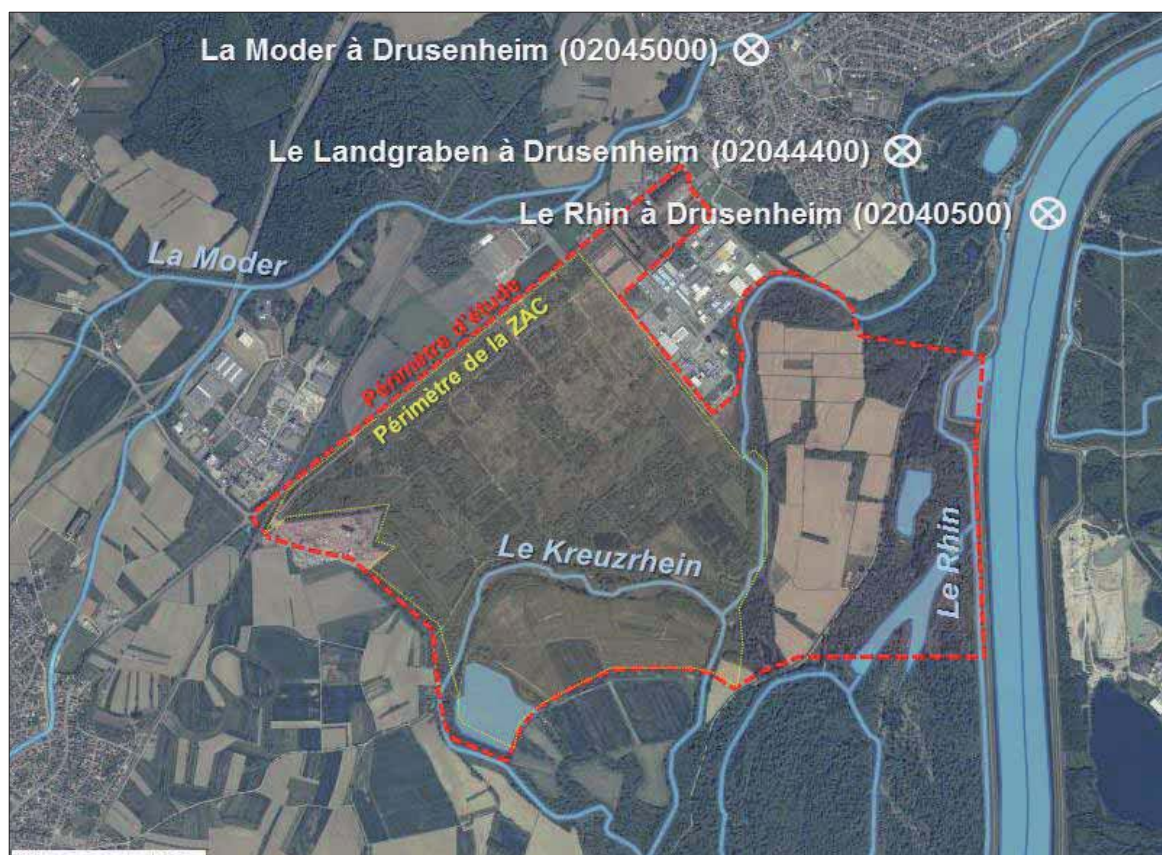 La Moder à Drusenheim (02045000)
Le Landgraben à Drusenheim (02044400)
Le Rhin à Drusenheim (02040500)
La Moder
Périmètre d'étude
Périmètre de la ZAC
Le Kreuzrhein
Le Rhin